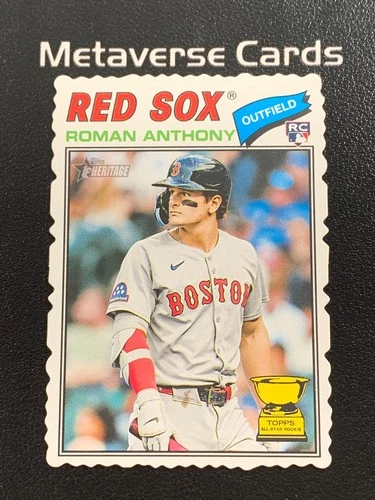 Metaverse Cards
RED SOX®
OUTFIELD
ROMAN ANTHONY
RC
Topps
HERITAGE
B
BOSTON
TOPPS
ALL-STAR ROOKIE